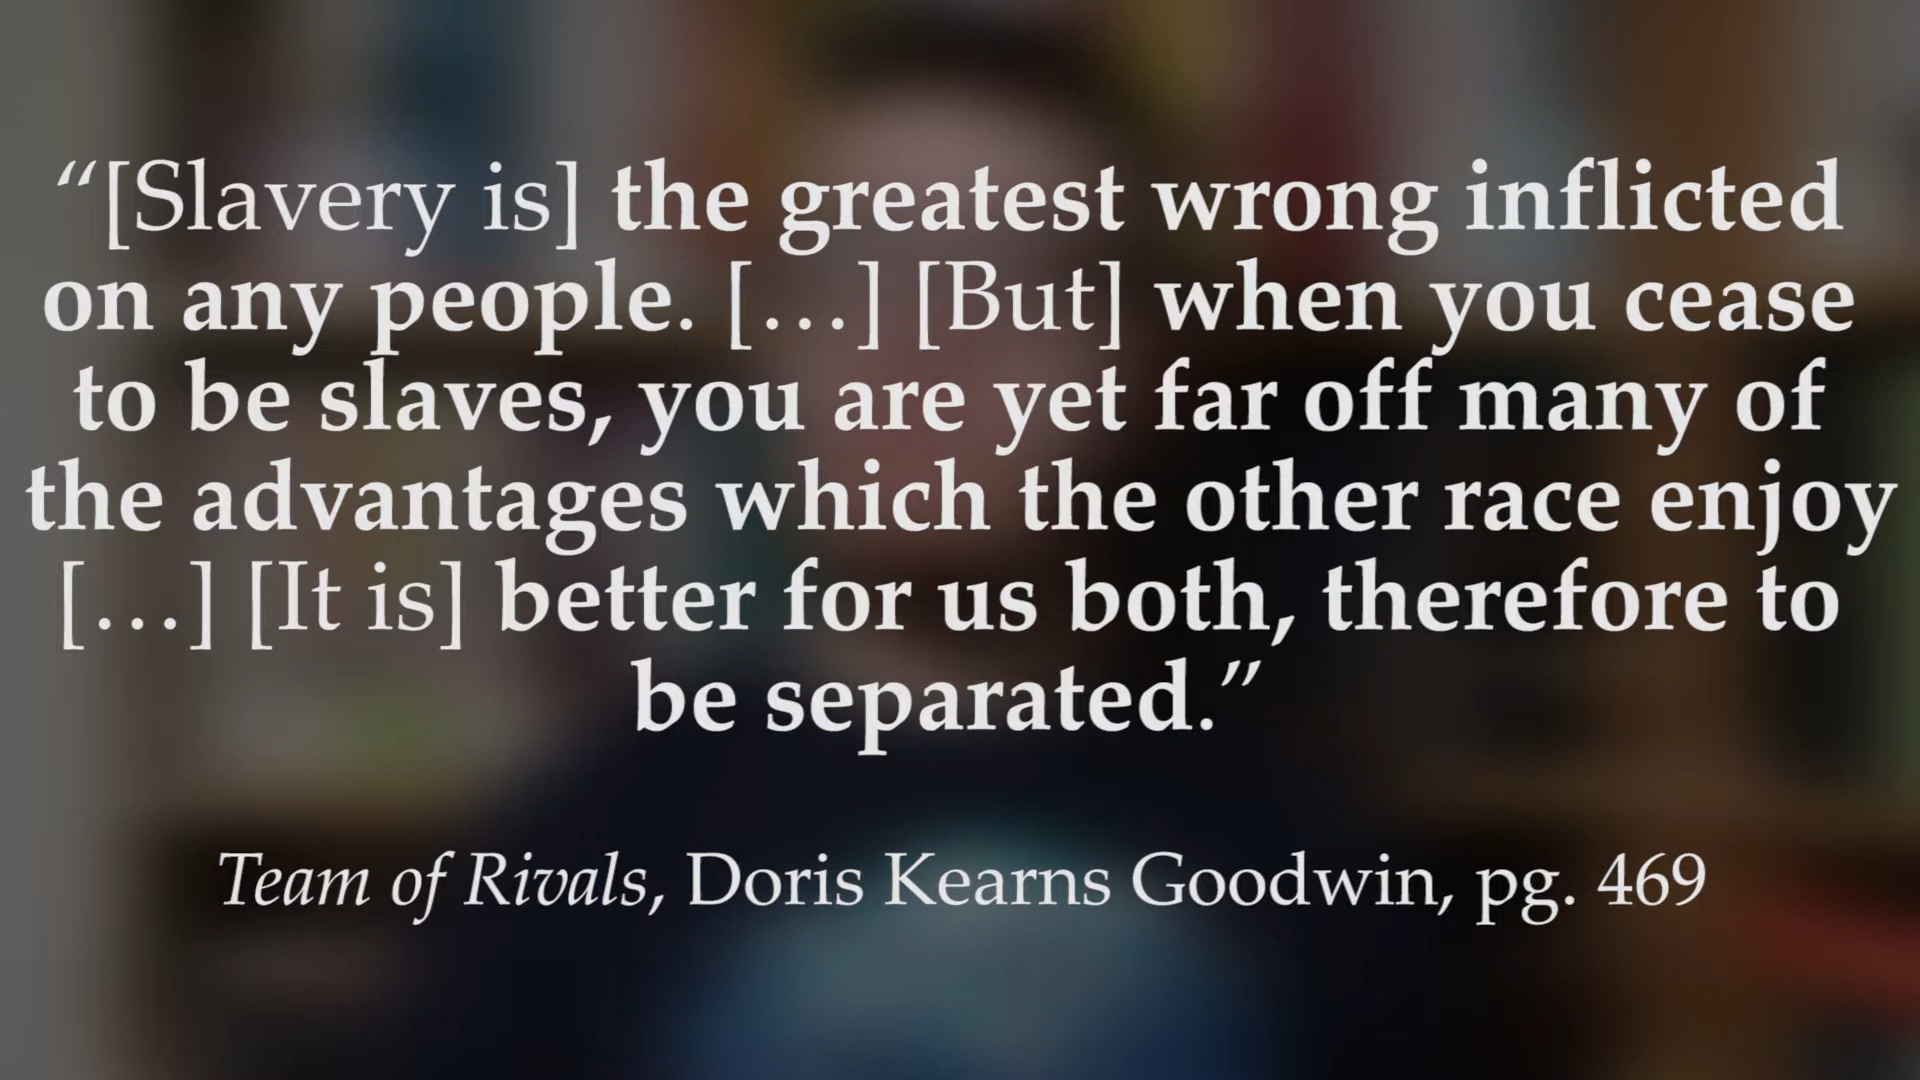 “[Slavery is] the greatest wrong inflicted
on any people. […] [But] when you cease
to be slaves, you are yet far off many of
the advantages which the other race enjoy
[…] [It is] better for us both, therefore to
be separated.”
Team of Rivals, Doris Kearns Goodwin, pg. 469